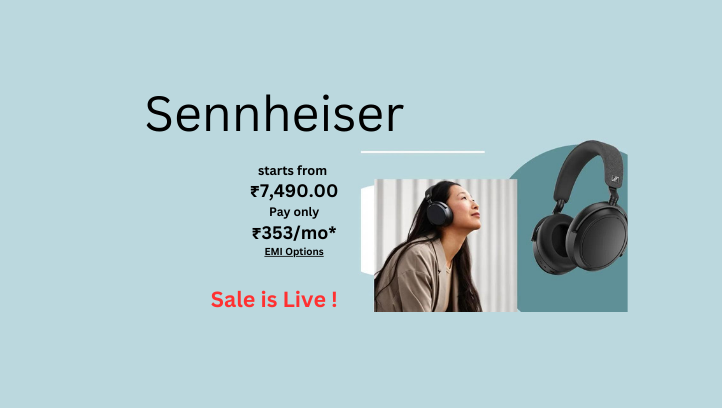 Sennheiser
starts from
₹7,490.00
Pay only
₹353/mo*
EMI Options
Sale is Live !